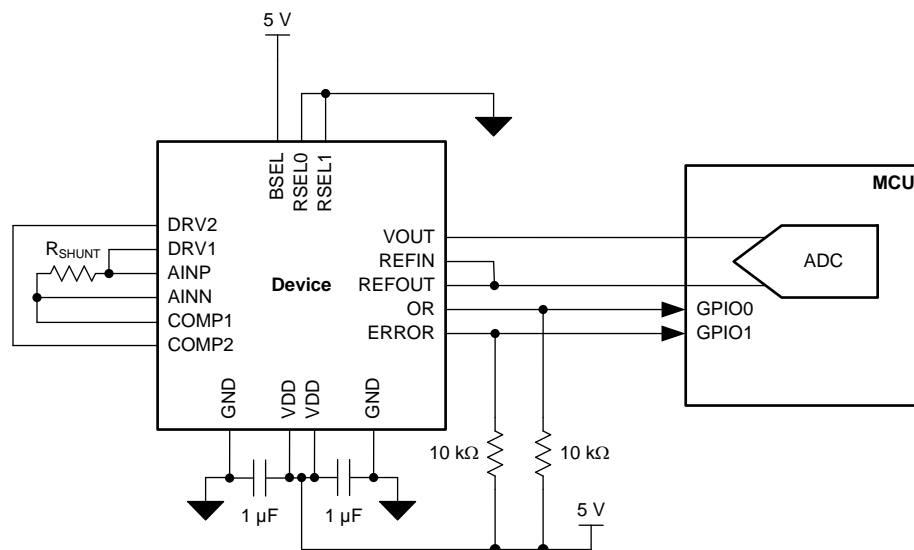 5 V
BSEL
RSEL0
RSEL1
MCU
DRV2
DRV1
AINP
AINN
COMP1
COMP2
RSHUNT
Device
VOUT
REFIN
REFOUT
OR
ERROR
ADC
GPIO0
GPIO1
GND
VDD
VDD
GND
10 kΩ
10 kΩ
1 µF
1 µF
5 V